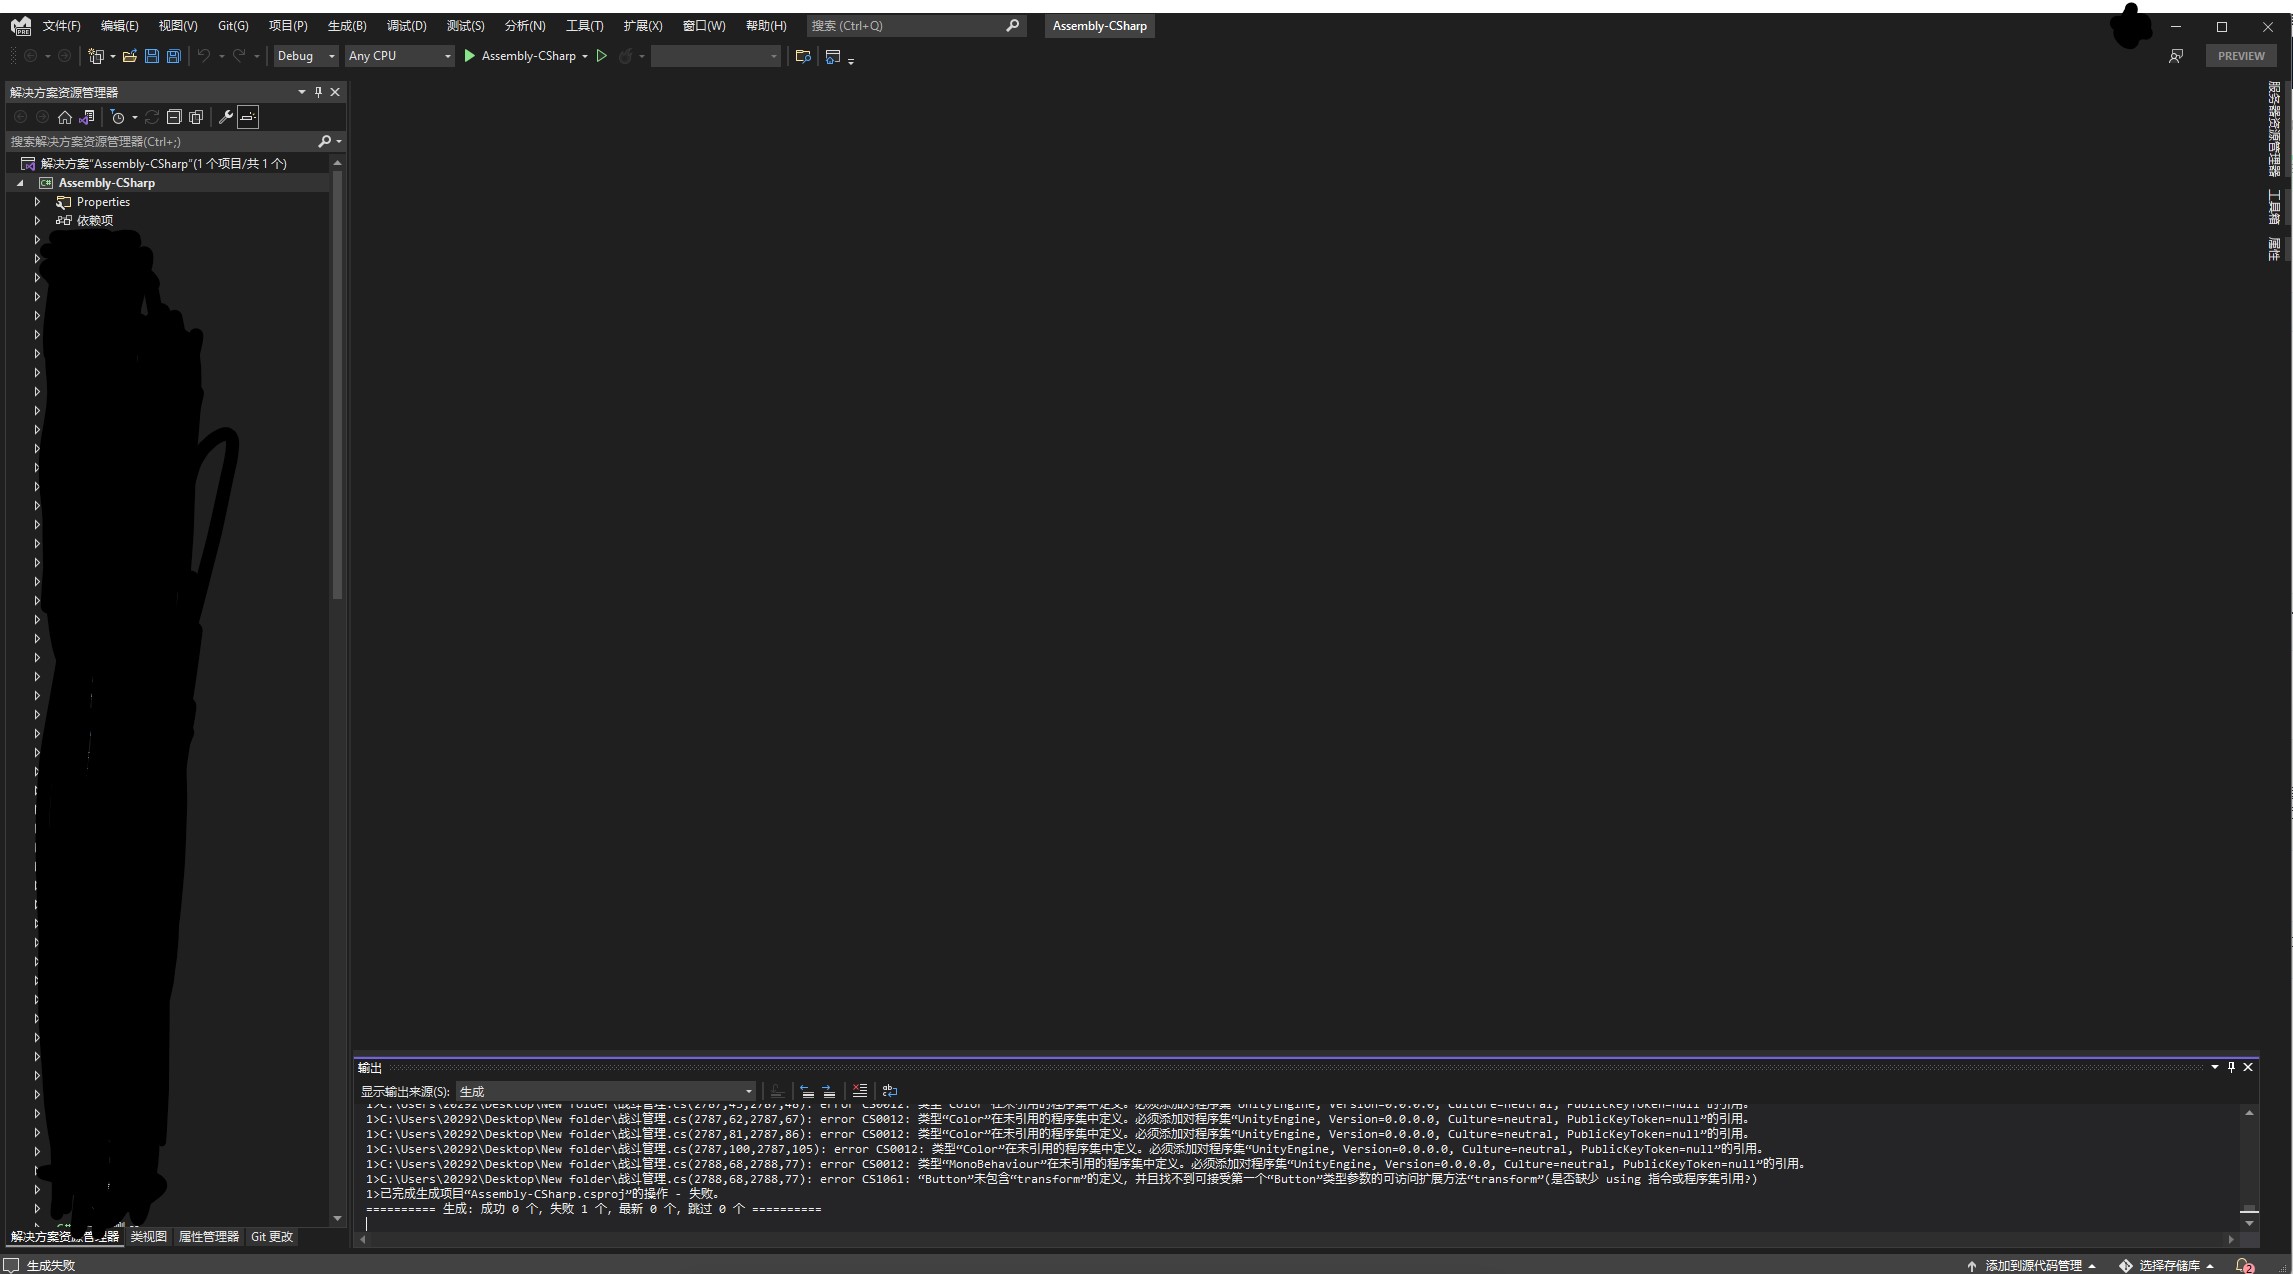 文件(F) 编辑(E) 视图(V) Git(G) 项目(P) 生成(B) 调试(D) 测试(S) 分析(N) 工具(T) 扩展(X) 窗口(W) 帮助(H) 搜索 (Ctrl+Q) Assembly-CSharp
Debug Any CPU Assembly-CSharp PREVIEW
解决方案资源管理器
搜索解决方案资源管理器(Ctrl+;)
解决方案“Assembly-CSharp”(1 个项目/共 1 个)
Assembly-CSharp
Properties
依赖项
解决方案资源管理器 类视图 属性管理器 Git 更改
服务器资源管理器
工具箱
属性
输出
显示输出来源(S): 生成
1>C:\Users\20292\Desktop\New folder\战斗管理.cs(2787,45,2787,48): error CS0012: 类型“Color”在未引用的程序集中定义。必须添加对程序集“UnityEngine, Version=0.0.0.0, Culture=neutral, PublicKeyToken=null”的引用。
1>C:\Users\20292\Desktop\New folder\战斗管理.cs(2787,62,2787,67): error CS0012: 类型“Color”在未引用的程序集中定义。必须添加对程序集“UnityEngine, Version=0.0.0.0, Culture=neutral, PublicKeyToken=null”的引用。
1>C:\Users\20292\Desktop\New folder\战斗管理.cs(2787,81,2787,86): error CS0012: 类型“Color”在未引用的程序集中定义。必须添加对程序集“UnityEngine, Version=0.0.0.0, Culture=neutral, PublicKeyToken=null”的引用。
1>C:\Users\20292\Desktop\New folder\战斗管理.cs(2787,100,2787,105): error CS0012: 类型“Color”在未引用的程序集中定义。必须添加对程序集“UnityEngine, Version=0.0.0.0, Culture=neutral, PublicKeyToken=null”的引用。
1>C:\Users\20292\Desktop\New folder\战斗管理.cs(2788,68,2788,77): error CS0012: 类型“MonoBehaviour”在未引用的程序集中定义。必须添加对程序集“UnityEngine, Version=0.0.0.0, Culture=neutral, PublicKeyToken=null”的引用。
1>C:\Users\20292\Desktop\New folder\战斗管理.cs(2788,68,2788,77): error CS1061: “Button”未包含“transform”的定义，并且找不到可接受第一个“Button”类型参数的可访问扩展方法“transform”(是否缺少 using 指令或程序集引用?)
1>已完成生成项目“Assembly-CSharp.csproj”的操作 - 失败。
========== 生成: 成功 0 个，失败 1 个，最新 0 个，跳过 0 个 ==========
生成失败 添加到源代码管理 选择存储库 2